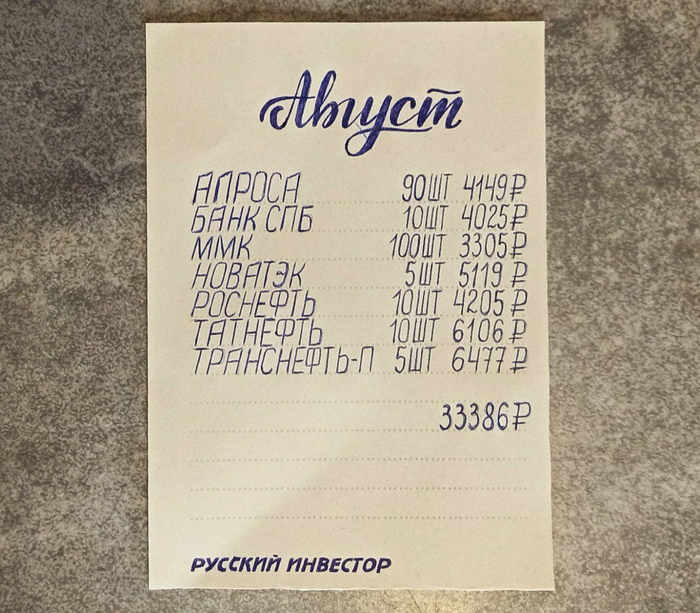 Август
АЛРОСА 90ШТ 4149₽
БАНК СПБ 10ШТ 4025₽
ММК 100ШТ 3305₽
НОВАТЭК 5ШТ 5119₽
РОСНЕФТЬ 10ШТ 4205₽
ТАТНЕФТЬ 10ШТ 6106₽
ТРАНСНЕФТЬ-П 5ШТ 6477₽
33386₽
РУССКИЙ ИНВЕСТОР